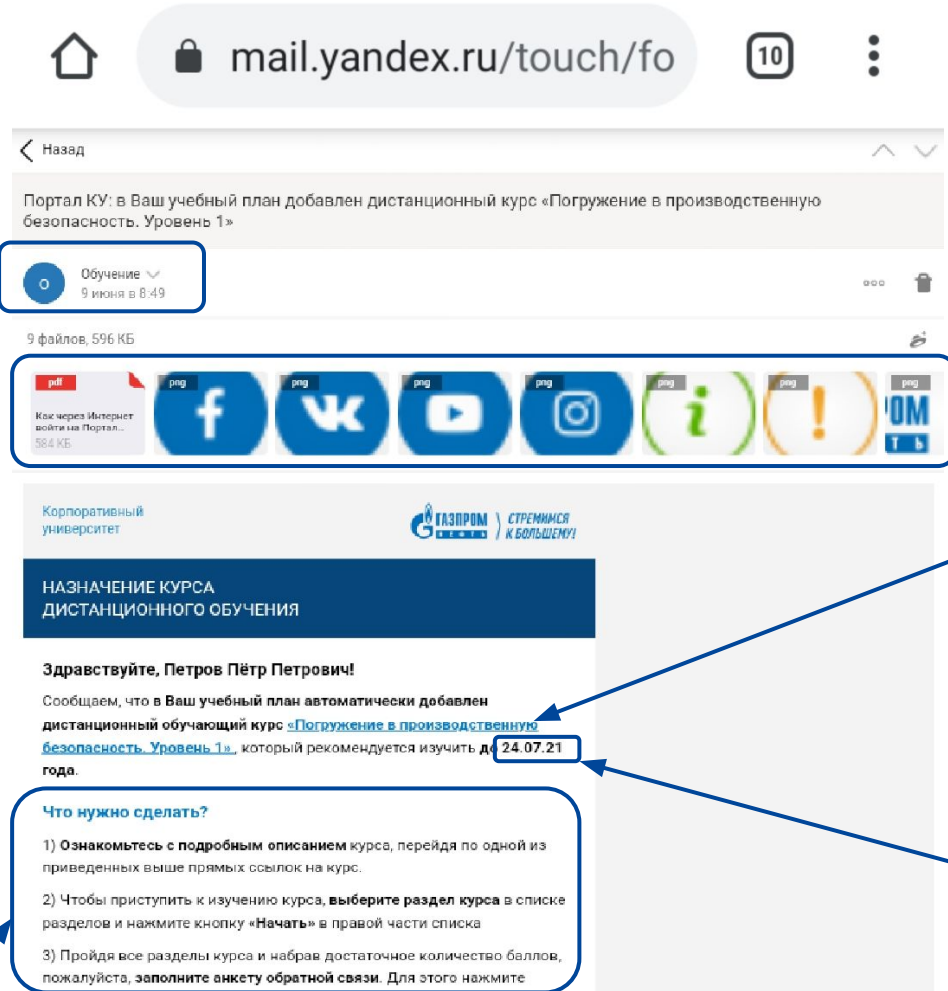 mail.yandex.ru/touch/fo
10
Назад
Портал КУ: в Ваш учебный план добавлен дистанционный курс «Погружение в производственную
безопасность. Уровень 1»
О
Обучение
9 июня в 8:49
9 файлов, 596 КБ
pdf
Как через Интернет
войти на Портал...
584 КБ
png
png
png
png
png
png
png
ОМ
ТЬ
Корпоративный
университет
ГАЗПРОМ
НЕФТЬ
СТРЕМИМСЯ
К БОЛЬШЕМУ!
НАЗНАЧЕНИЕ КУРСА
ДИСТАНЦИОННОГО ОБУЧЕНИЯ
Здравствуйте, Петров Пётр Петрович!
Сообщаем, что в Ваш учебный план автоматически добавлен
дистанционный обучающий курс «Погружение в производственную
безопасность. Уровень 1», который рекомендуется изучить до 24.07.21
года.
Что нужно сделать?
1) Ознакомьтесь с подробным описанием курса, перейдя по одной из
приведенных выше прямых ссылок на курс.
2) Чтобы приступить к изучению курса, выберите раздел курса в списке
разделов и нажмите кнопку «Начать» в правой части списка
3) Пройдя все разделы курса и набрав достаточное количество баллов,
пожалуйста, заполните анкету обратной связи. Для этого нажмите